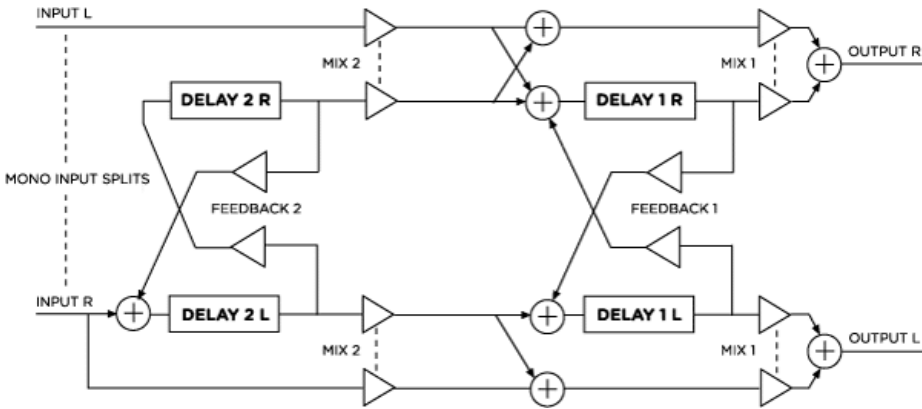 INPUT L
MIX 2
MIX 1
OUTPUT R
DELAY 2 R
DELAY 1 R
MONO INPUT SPLITS
FEEDBACK 2
FEEDBACK 1
INPUT R
DELAY 2 L
DELAY 1 L
MIX 2
MIX 1
OUTPUT L